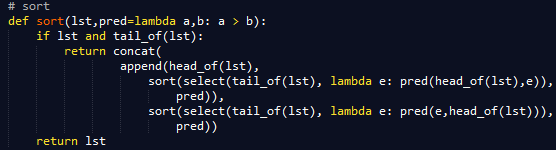 # sort
def sort(lst,pred=lambda a,b: a > b):
    if lst and tail_of(lst):
        return concat(
                append(head_of(lst),
                    sort(select(tail_of(lst), lambda e: pred(head_of(lst),e)),
                        pred)),
                    sort(select(tail_of(lst), lambda e: pred(e,head_of(lst))),
                        pred))
    return lst